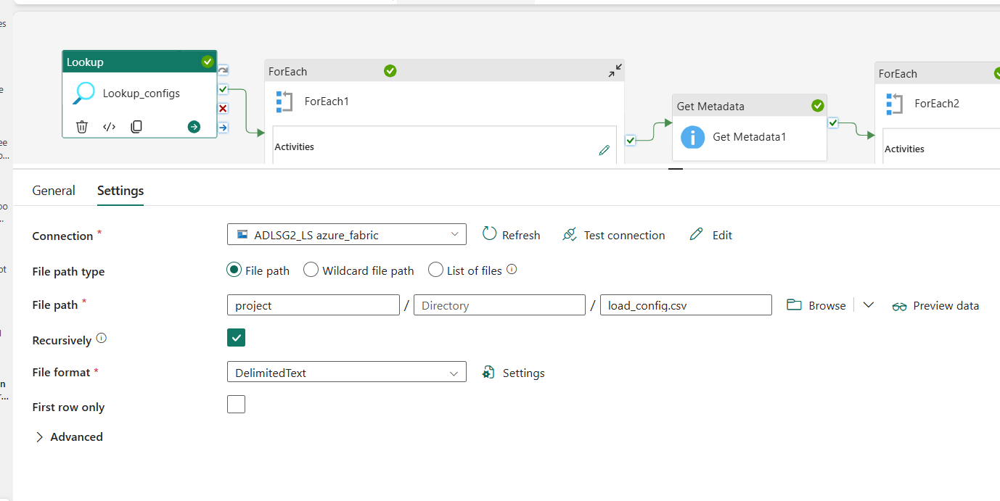 Lookup
Lookup_configs
ForEach
ForEach1
Activities
Get Metadata
Get Metadata1
ForEach
ForEach2
Activities
General Settings
Connection * ADLSG2_LS azure_fabric Refresh Test connection Edit
File path type File path Wildcard file path List of files
File path * project / Directory / load_config.csv Browse Preview data
Recursively
File format * DelimitedText Settings
First row only
Advanced